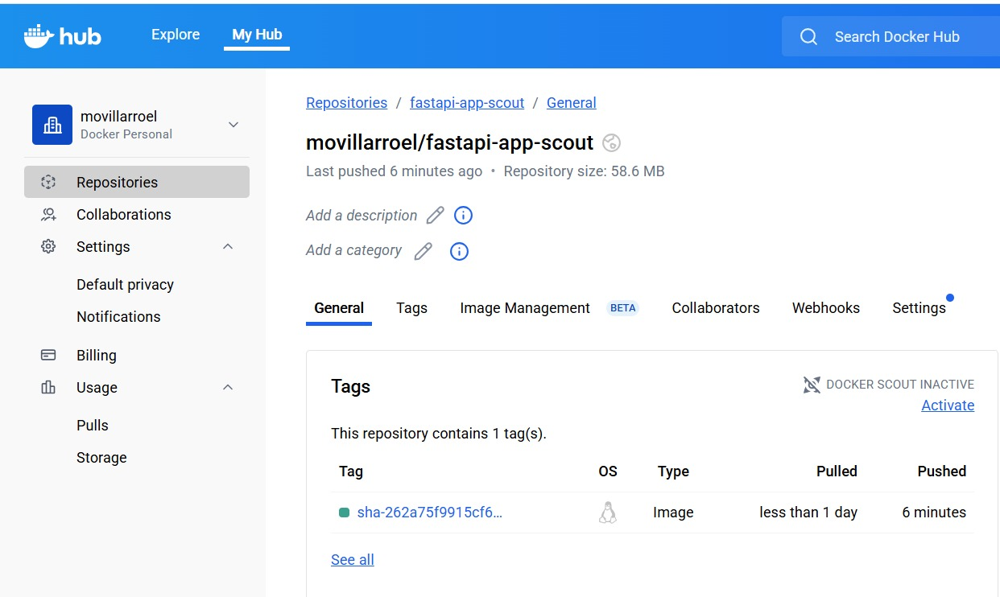 hub Explore My Hub Search Docker Hub
movillarroel
Docker Personal
Repositories
Collaborations
Settings
Default privacy
Notifications
Billing
Usage
Pulls
Storage
Repositories / fastapi-app-scout / General
movillarroel/fastapi-app-scout
Last pushed 6 minutes ago • Repository size: 58.6 MB
Add a description
Add a category
General Tags Image Management BETA Collaborators Webhooks Settings
Tags
DOCKER SCOUT INACTIVE
Activate
This repository contains 1 tag(s).
Tag OS Type Pulled Pushed
sha-262a75f9915cf6... Image less than 1 day 6 minutes
See all